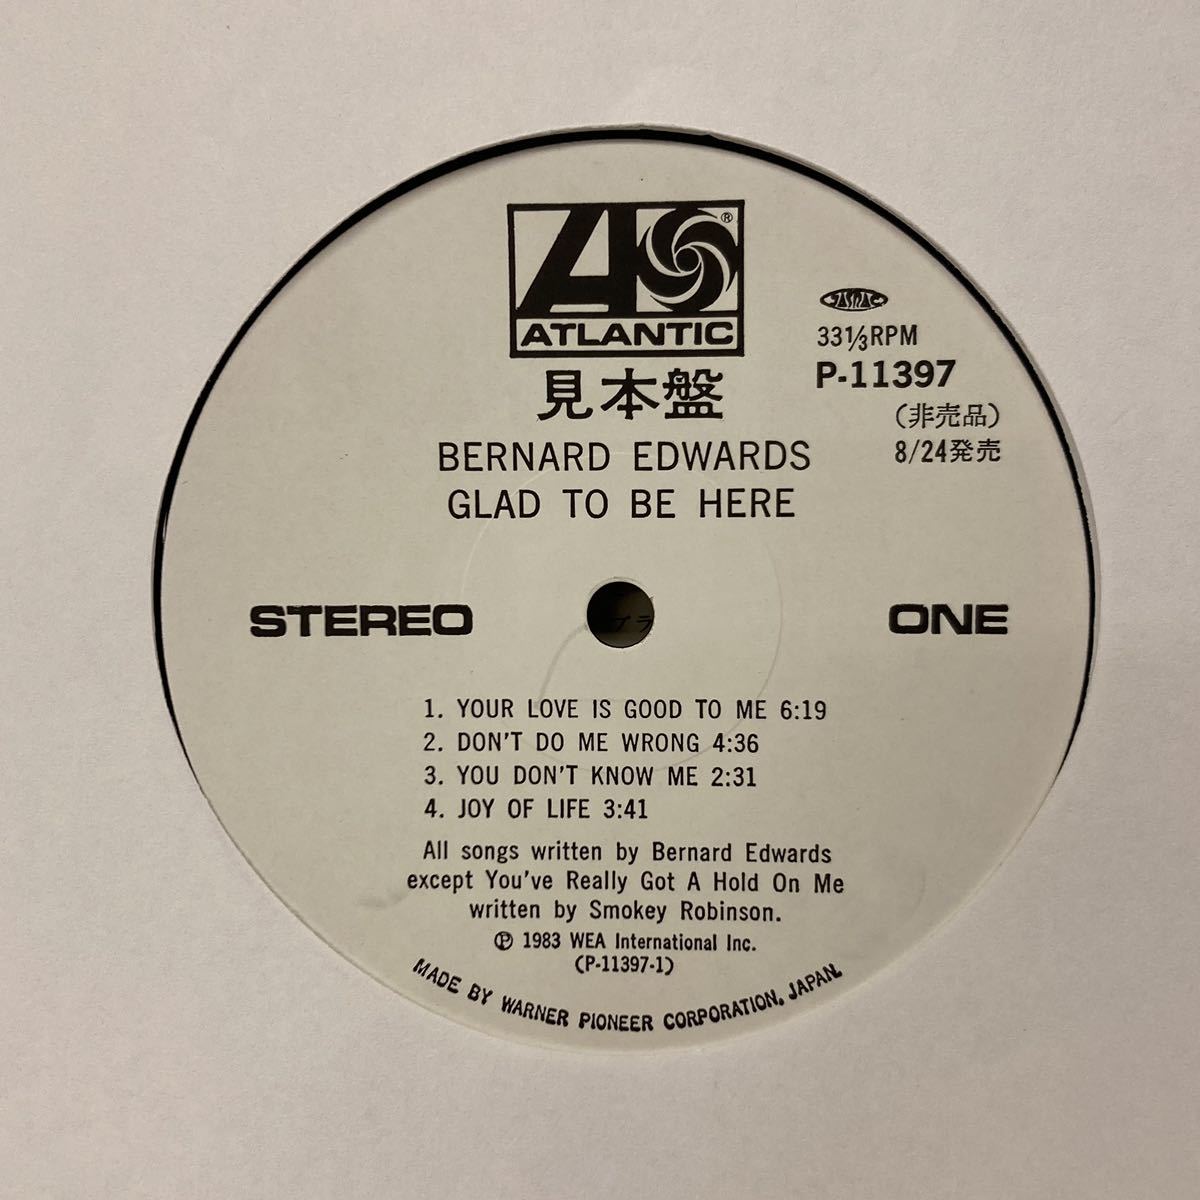 ATLANTIC
®
見本盤
JASRAC
33⅓RPM
P-11397
(非売品)
8/24発売
BERNARD EDWARDS
GLAD TO BE HERE
STEREO
ONE
1. YOUR LOVE IS GOOD TO ME 6:19
2. DON'T DO ME WRONG 4:36
3. YOU DON'T KNOW ME 2:31
4. JOY OF LIFE 3:41
All songs written by Bernard Edwards
except You've Really Got A Hold On Me
written by Smokey Robinson.
℗ 1983 WEA International Inc.
(P-11397-1)
MADE BY WARNER PIONEER CORPORATION, JAPAN.